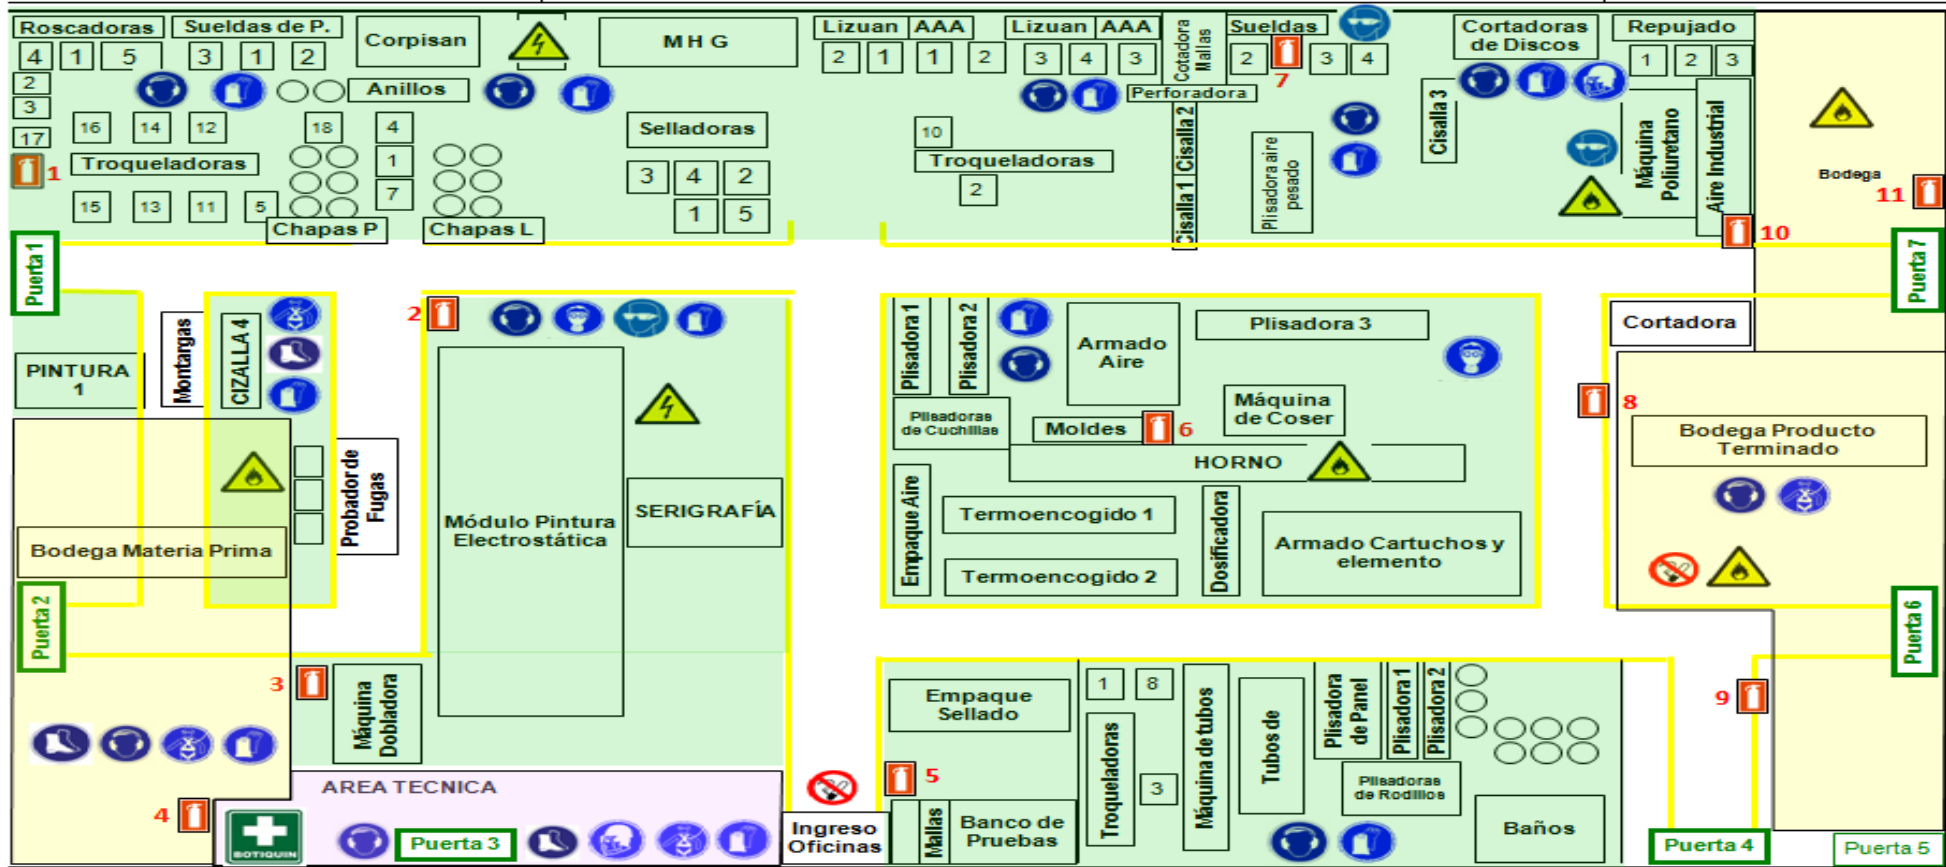 Roscadoras
4 1 5
2
3
17
Sueldas de P.
3 1 2
Corpisan
Anillos
M H G
Lizuan AAA
2 1 1 2
Lizuan AAA
3 4 3
Cotadora
Mallas
Perforadora
Sueldas
2 3 4
7
Cortadoras
de Discos
Repujado
1 2 3
16 14 12
18
4
1
7
Troqueladoras
15 13 11 5
1
Chapas P
Chapas L
Selladoras
3 4 2
1 5
10
Troqueladoras
2
Cisalla 2
Cisalla 1
Plisadora aire
pesado
Cisalla 3
Máquina
Poliuretano
Aire Industrial
10
Bodega
11
Puerta 1
Puerta 7
PINTURA
1
Montargas
CIZALLA 4
2
Módulo Pintura
Electrostática
SERIGRAFÍA
Probador de
Fugas
Bodega Materia Prima
Puerta 2
Plisadora 1
Plisadora 2
Armado
Aire
Plisadora 3
Plisadoras
de Cuchillas
Moldes
6
Máquina
de Coser
HORNO
Empaque Aire
Termoencogido 1
Termoencogido 2
Dosificadora
Armado Cartuchos y
elemento
Cortadora
8
Bodega Producto
Terminado
Puerta 6
3
Máquina
Dobladora
4
BOTIQUIN
AREA TECNICA
Puerta 3
Ingreso
Oficinas
Empaque
Sellado
5
Mallas
Banco de
Pruebas
1 8
Troqueladoras
3
Máquina de tubos
Tubos de
Plisadora
de Panel
Plisadora 1
Plisadora 2
Plisadoras
de Rodillos
Baños
9
Puerta 4
Puerta 5